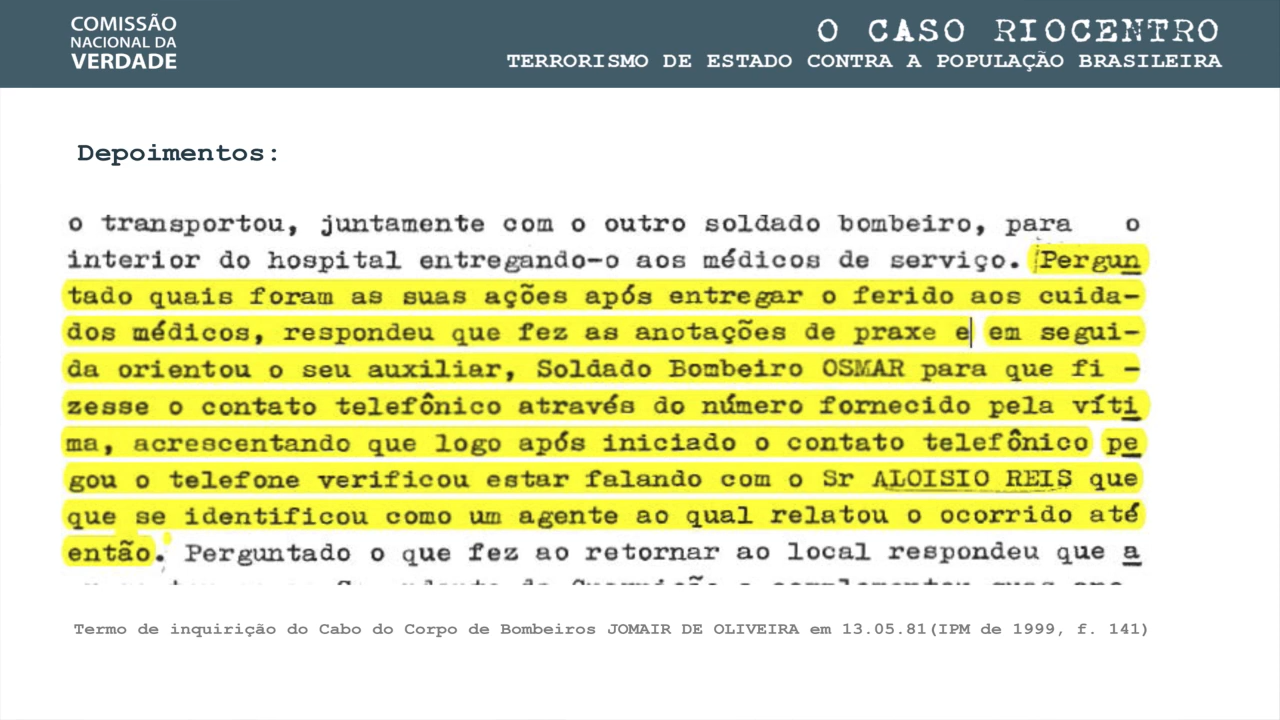 COMISSÃO
NACIONAL DA
VERDADE
O CASO RIOCENTRO
TERRORISMO DE ESTADO CONTRA A POPULAÇÃO BRASILEIRA
Depoimentos:
o transportou, juntamente com o outro soldado bombeiro, para o
interior do hospital entregando-o aos médicos de serviço. Pergun
tado quais foram as suas ações após entregar o ferido aos cuida-
dos médicos, respondeu que fez as anotações de praxe e em segui-
da orientou o seu auxiliar, Soldado Bombeiro OSMAR para que fi -
zesse o contato telefônico através do número fornecido pela víti
ma, acrescentando que logo após iniciado o contato telefônico pe
gou o telefone verificou estar falando com o Sr ALOISIO REIS que
que se identificou como um agente ao qual relatou o ocorrido até
então. Perguntado o que fez ao retornar ao local respondeu que a
Termo de inquirição do Cabo do Corpo de Bombeiros JOMAIR DE OLIVEIRA em 13.05.81(IPM de 1999, f. 141)